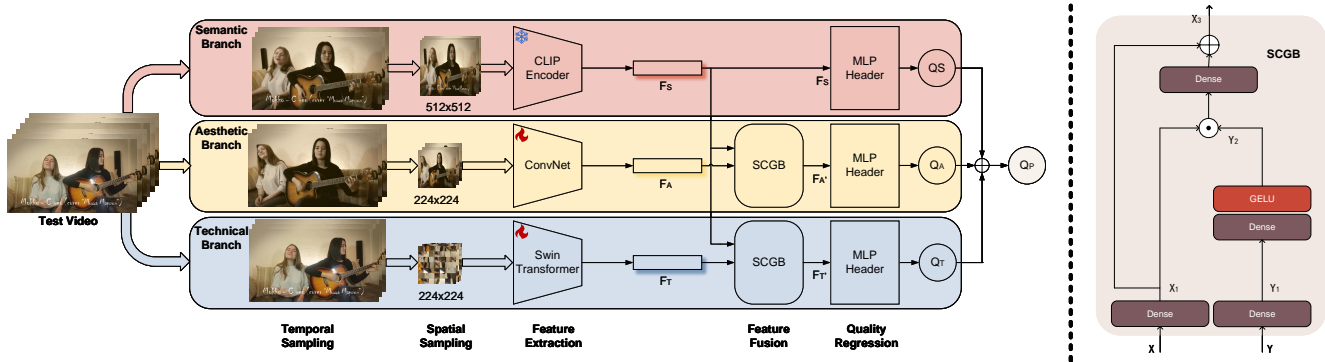 Semantic
Branch
CLIP
Encoder
512x512
FS
FS
MLP
Header
QS
Aesthetic
Branch
ConvNet
224x224
FA
SCGB
FA'
MLP
Header
QA
QP
Test Video
Technical
Branch
Swin
Transformer
224x224
FT
SCGB
FT'
MLP
Header
QT
Temporal
Sampling
Spatial
Sampling
Feature
Extraction
Feature
Fusion
Quality
Regression
X3
SCGB
Dense
Y2
GELU
Dense
X1
Y1
Dense
Dense
X
Y